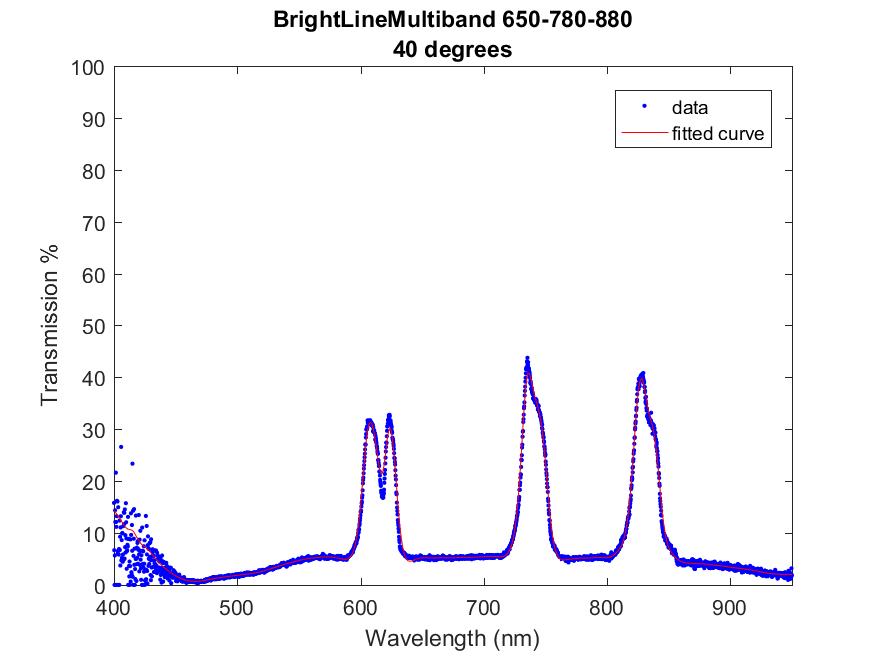 BrightLineMultiband 650-780-880
40 degrees
100
90
80
70
60
50
40
30
20
10
0
Transmission %
data
fitted curve
400 500 600 700 800 900
Wavelength (nm)